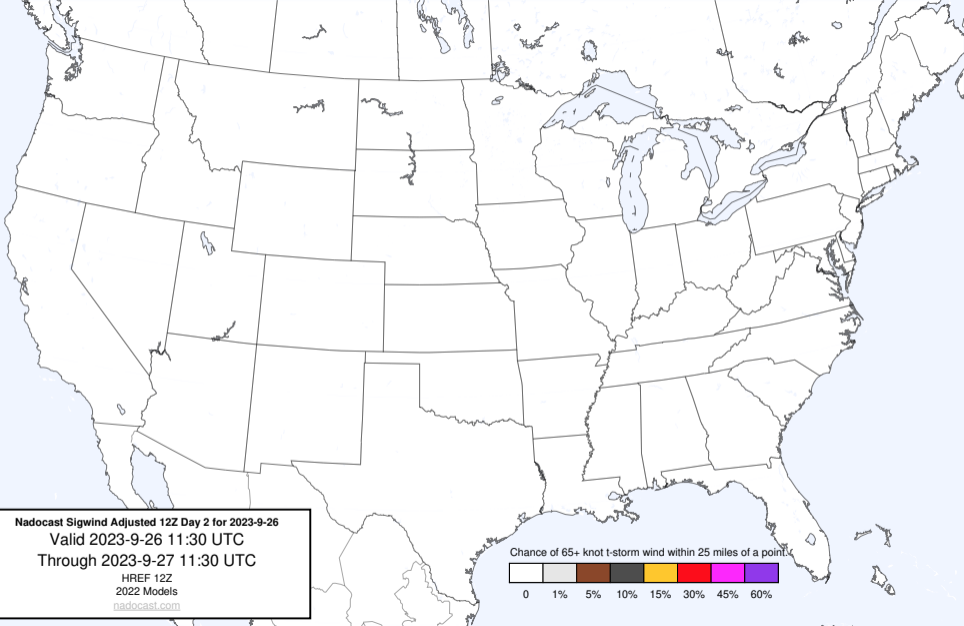 Nadocast Sigwind Adjusted 12Z Day 2 for 2023-9-26
Valid 2023-9-26 11:30 UTC
Through 2023-9-27 11:30 UTC
HREF 12Z
2022 Models
nadocast.com
Chance of 65+ knot t-storm wind within 25 miles of a point.
0 1% 5% 10% 15% 30% 45% 60%